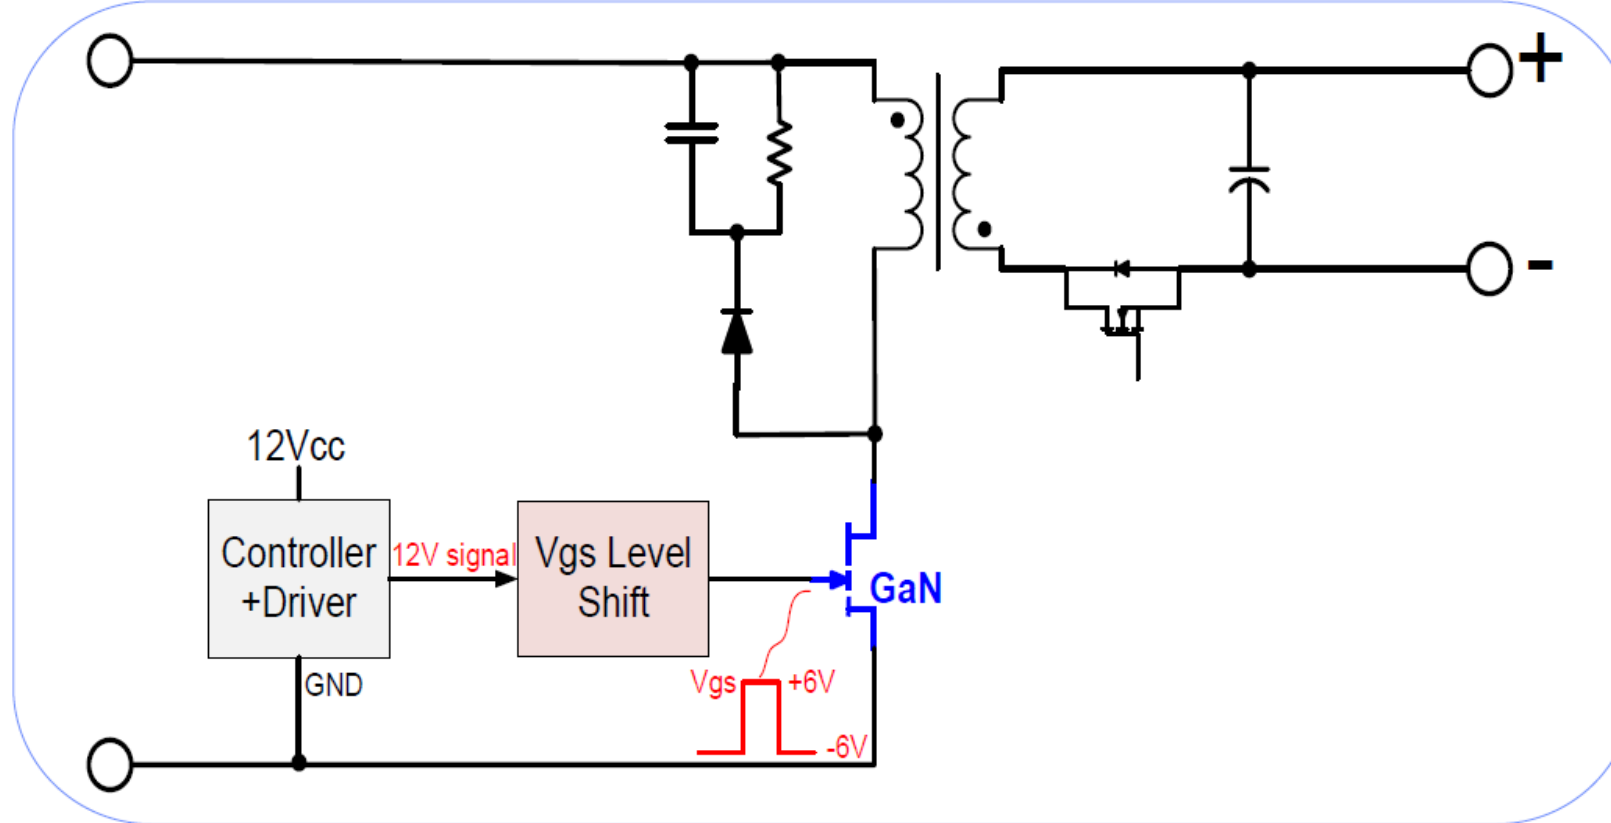 +
-
12Vcc
Controller
+Driver
12V signal
Vgs Level
Shift
GaN
GND
Vgs
+6V
-6V